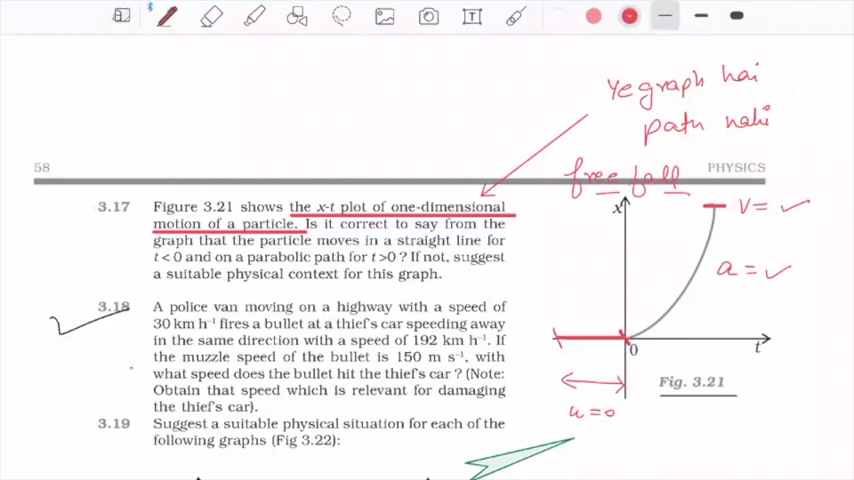 Ye graph hai
path nahi
58
free fall
PHYSICS
3.17 Figure 3.21 shows the x-t plot of one-dimensional
motion of a particle. Is it correct to say from the
graph that the particle moves in a straight line for
t < 0 and on a parabolic path for t >0 ? If not, suggest
a suitable physical context for this graph.
x
v =
a =
0
t
u = 0
Fig. 3.21
3.18 A police van moving on a highway with a speed of
30 km h⁻¹ fires a bullet at a thief's car speeding away
in the same direction with a speed of 192 km h⁻¹. If
the muzzle speed of the bullet is 150 m s⁻¹, with
what speed does the bullet hit the thief's car ? (Note:
Obtain that speed which is relevant for damaging
the thief's car).
3.19 Suggest a suitable physical situation for each of the
following graphs (Fig 3.22):